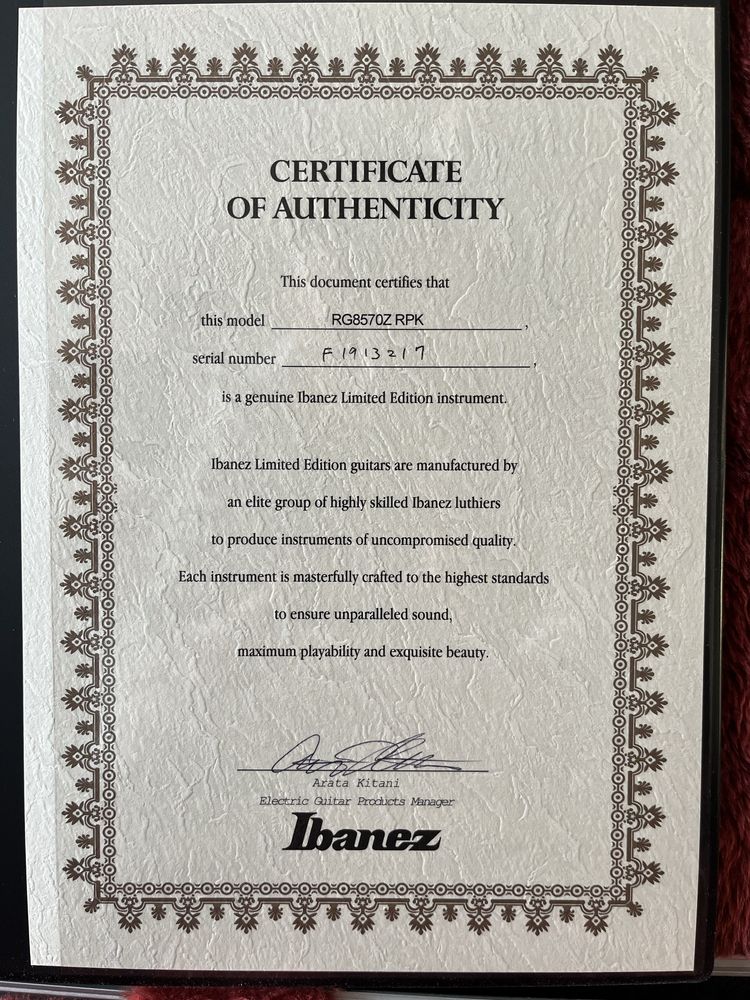 CERTIFICATE
OF AUTHENTICITY
This document certifies that
this model RG8570Z RPK,
serial number F1913217,
is a genuine Ibanez Limited Edition instrument.
Ibanez Limited Edition guitars are manufactured by
an elite group of highly skilled Ibanez luthiers
to produce instruments of uncompromised quality.
Each instrument is masterfully crafted to the highest standards
to ensure unparalleled sound,
maximum playability and exquisite beauty.
Arata Kitani
Electric Guitar Products Manager
Ibanez